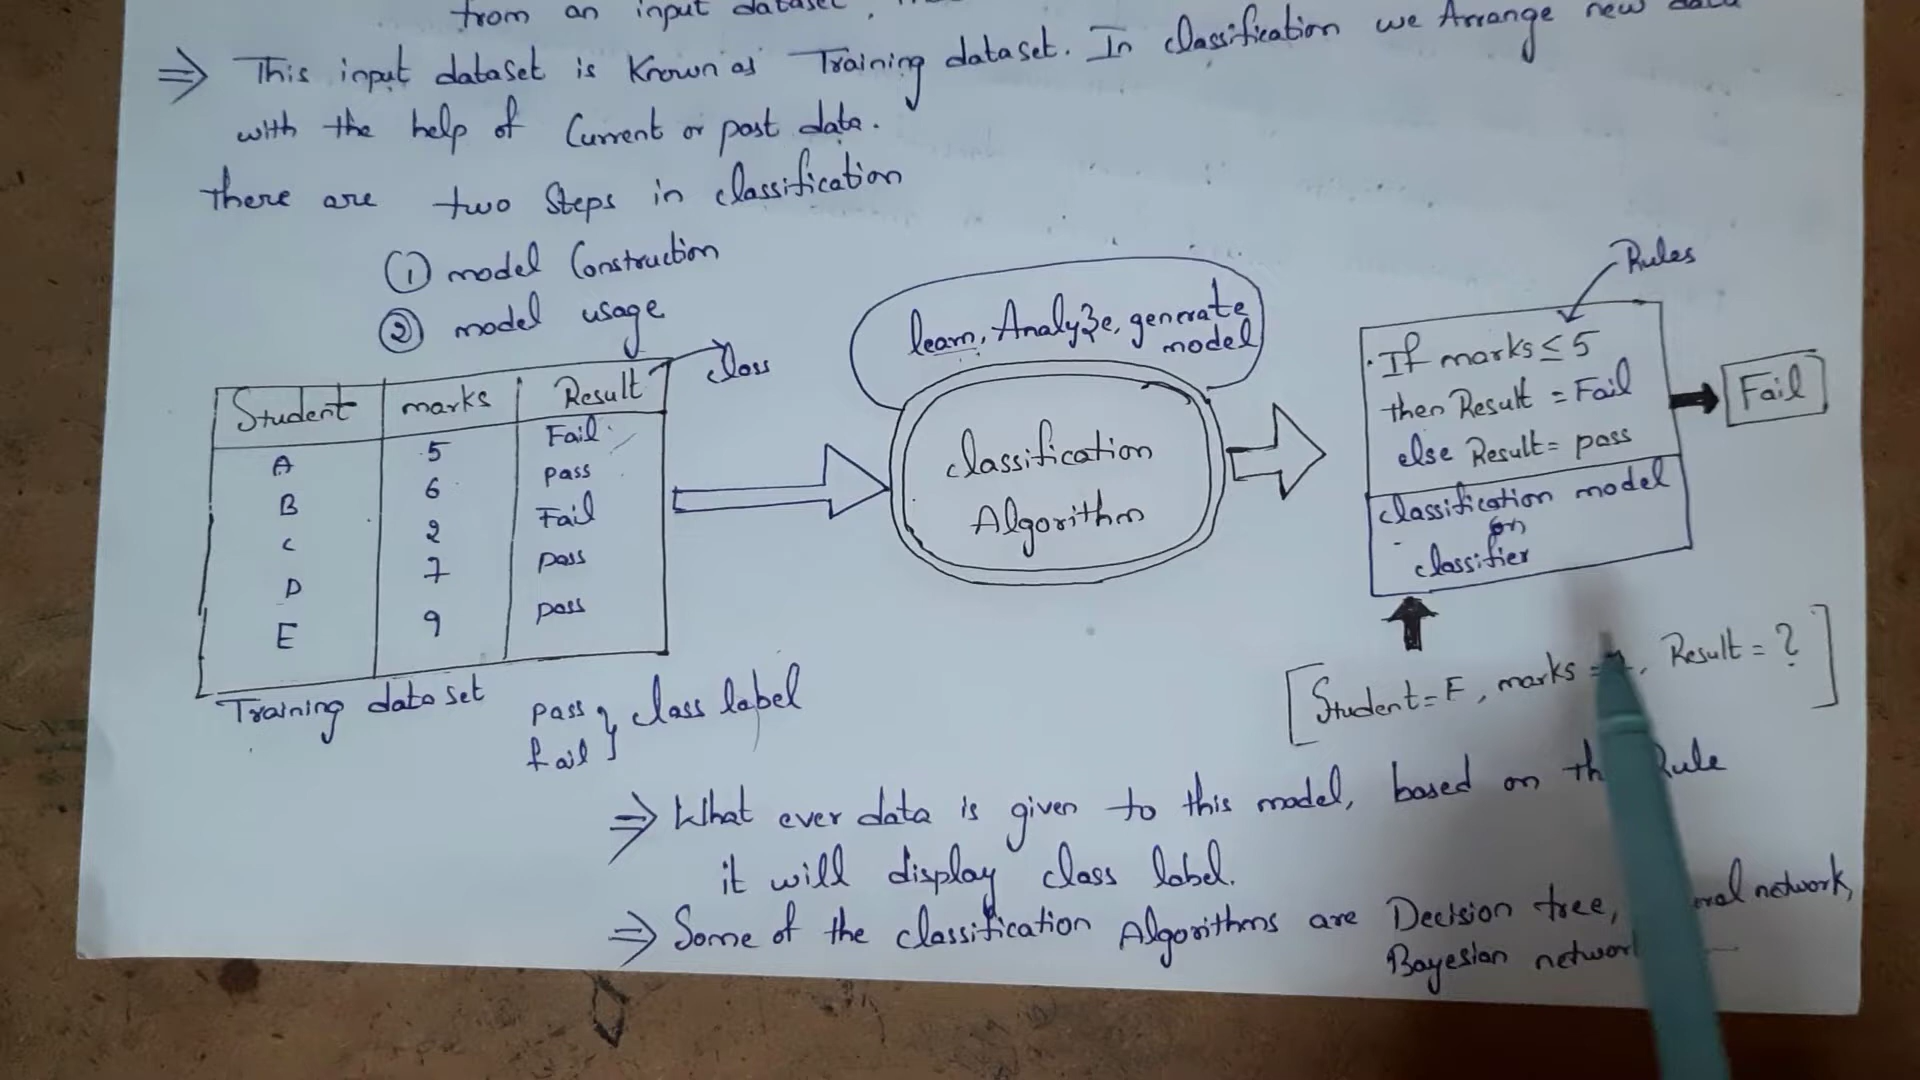 from an input dataset,
⇒ This input dataset is Known as Training dataset. In classification we Arrange new data
with the help of Current or past data.
there are two Steps in classification
① model Construction
② model usage
class
Student marks Result
A 5 Fail
B 6 pass
C 2 Fail
D 7 pass
E 9 pass
Training data set
pass } class label
fail
learn, Analyze, generate
model
classification
Algorithm
Rules
If marks ≤ 5
then Result = Fail
else Result = pass
classification model
or
classifier
Fail
[Student = F, marks = , Result = ?]
⇒ What ever data is given to this model, based on the Rule
it will display class label.
⇒ Some of the classification Algorithms are Decision tree, network,
Bayesian network